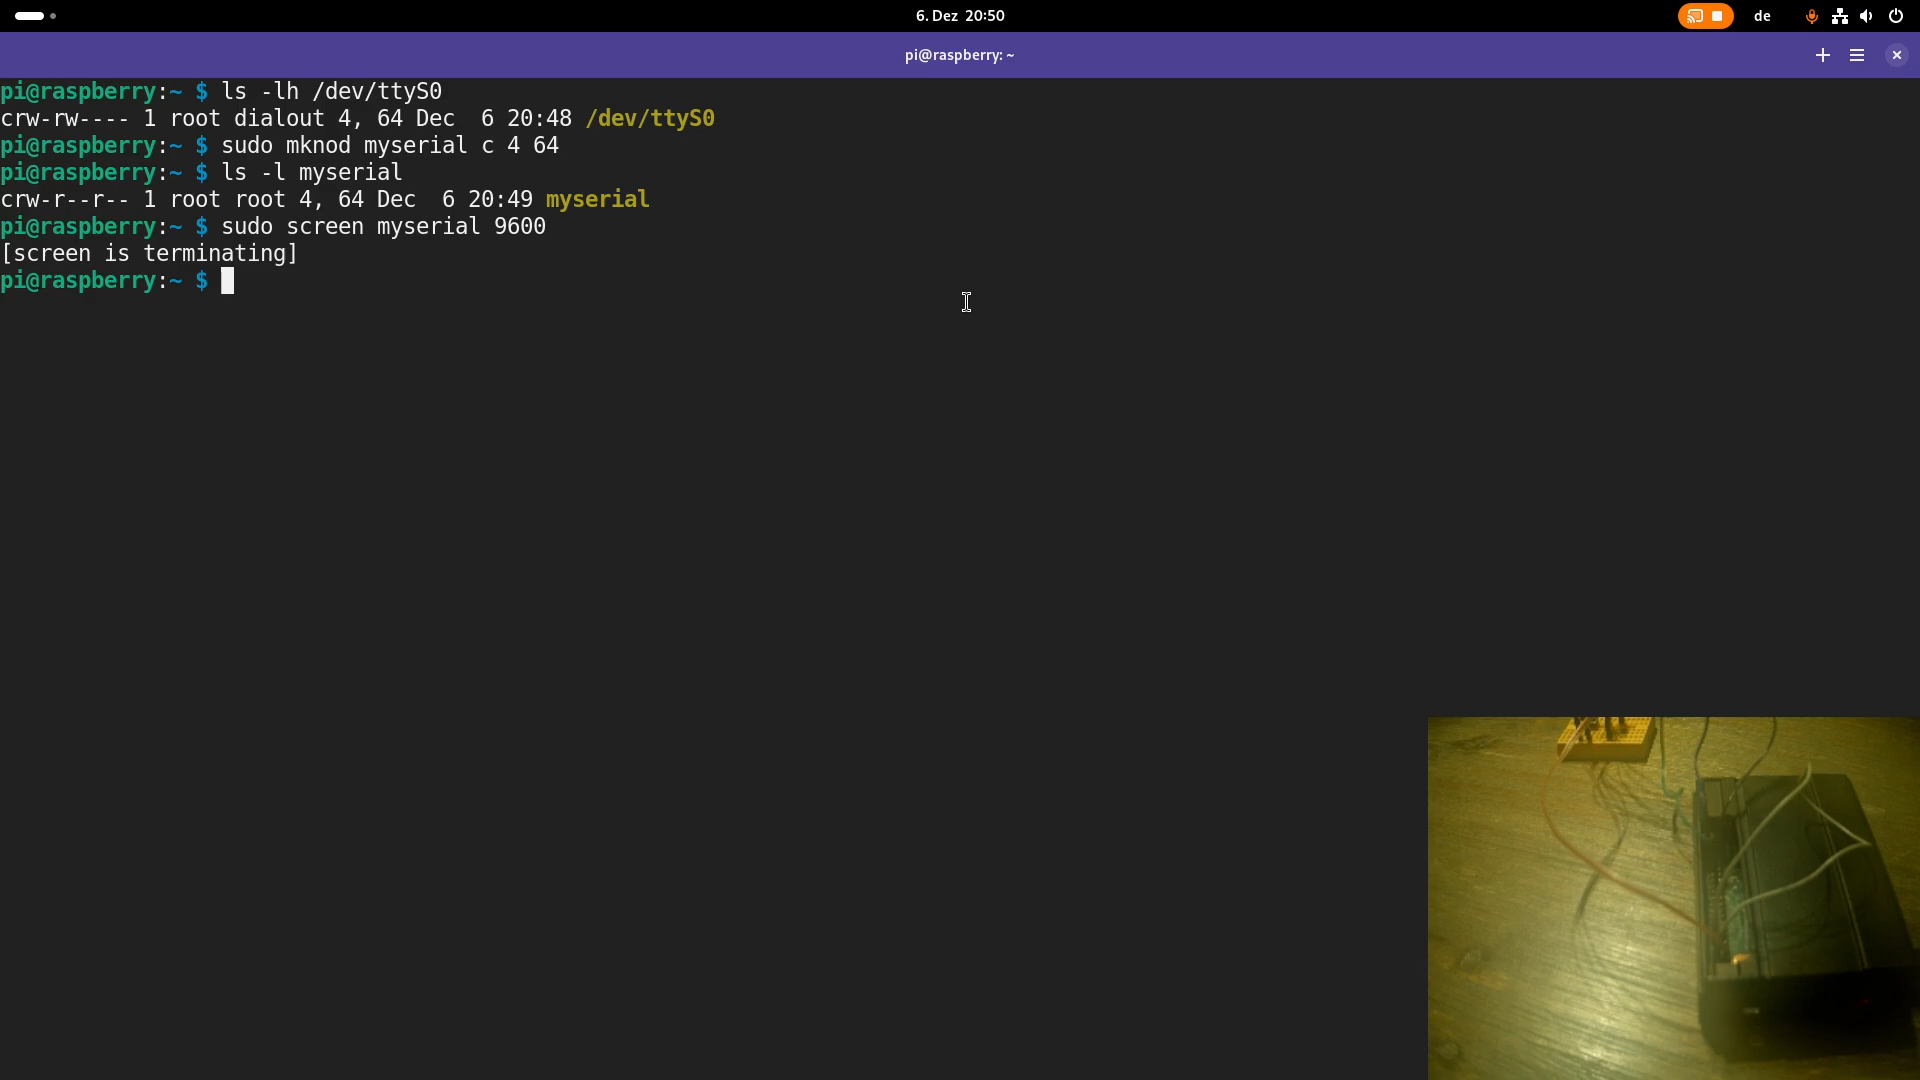 6. Dez 20:50
de
pi@raspberry: ~
pi@raspberry:~ $ ls -lh /dev/ttyS0
crw-rw---- 1 root dialout 4, 64 Dec  6 20:48 /dev/ttyS0
pi@raspberry:~ $ sudo mknod myserial c 4 64
pi@raspberry:~ $ ls -l myserial
crw-r--r-- 1 root root 4, 64 Dec  6 20:49 myserial
pi@raspberry:~ $ sudo screen myserial 9600
[screen is terminating]
pi@raspberry:~ $